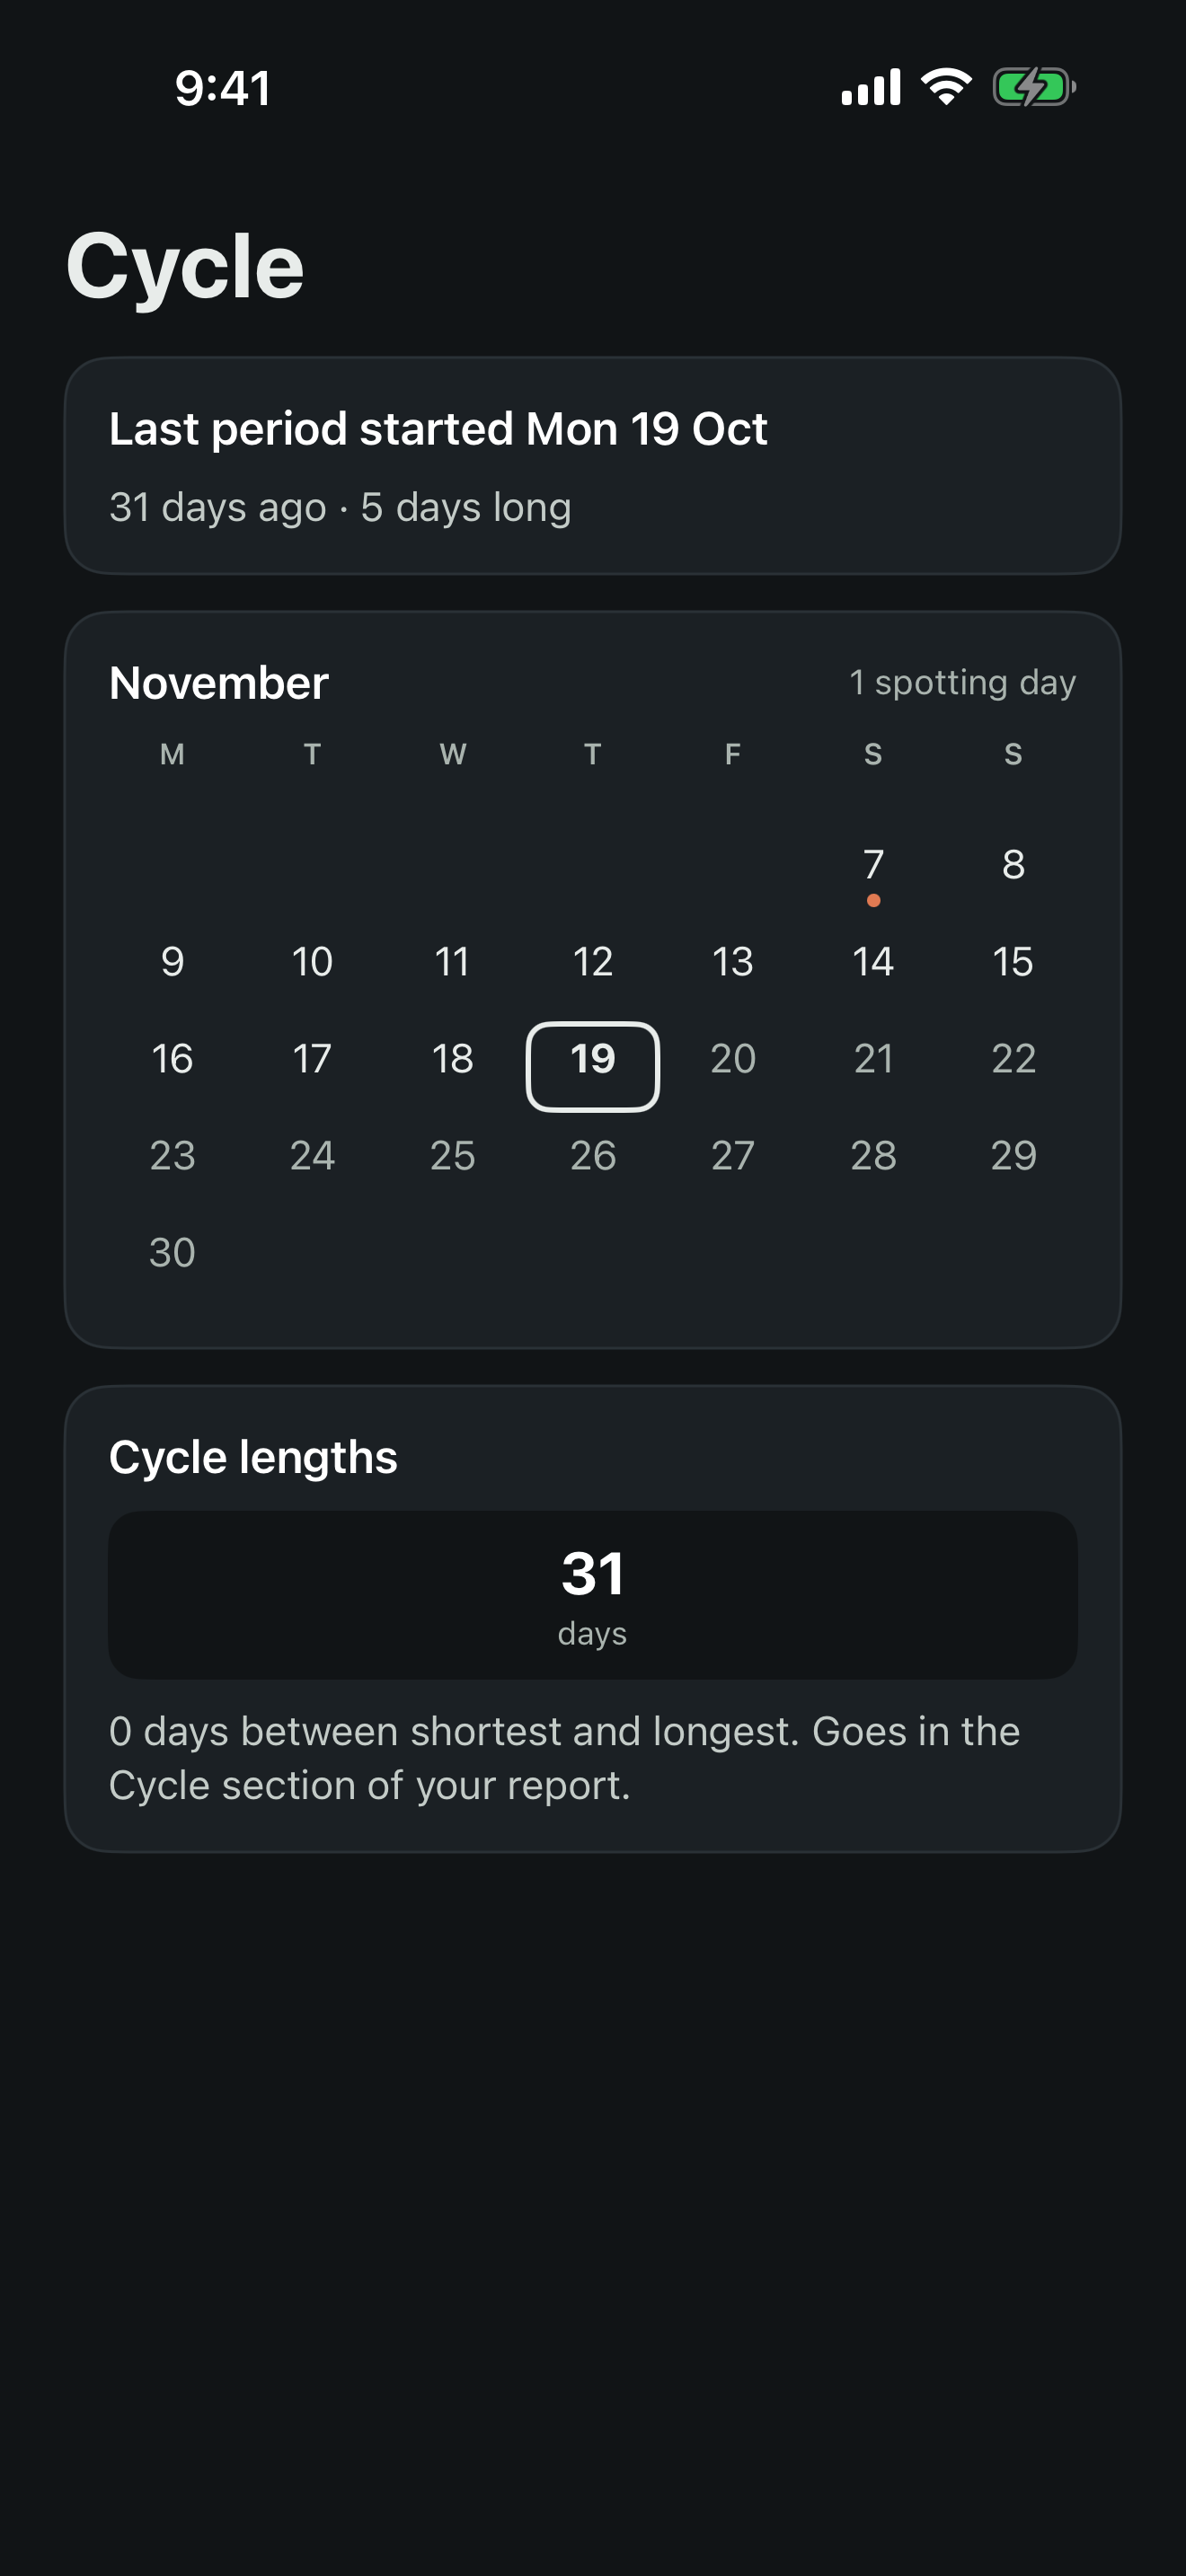 9:41
Cycle
Last period started Mon 19 Oct
31 days ago · 5 days long
November 1 spotting day
M T W T F S S
7 8
9 10 11 12 13 14 15
16 17 18 19 20 21 22
23 24 25 26 27 28 29
30
Cycle lengths
31
days
0 days between shortest and longest. Goes in the
Cycle section of your report.